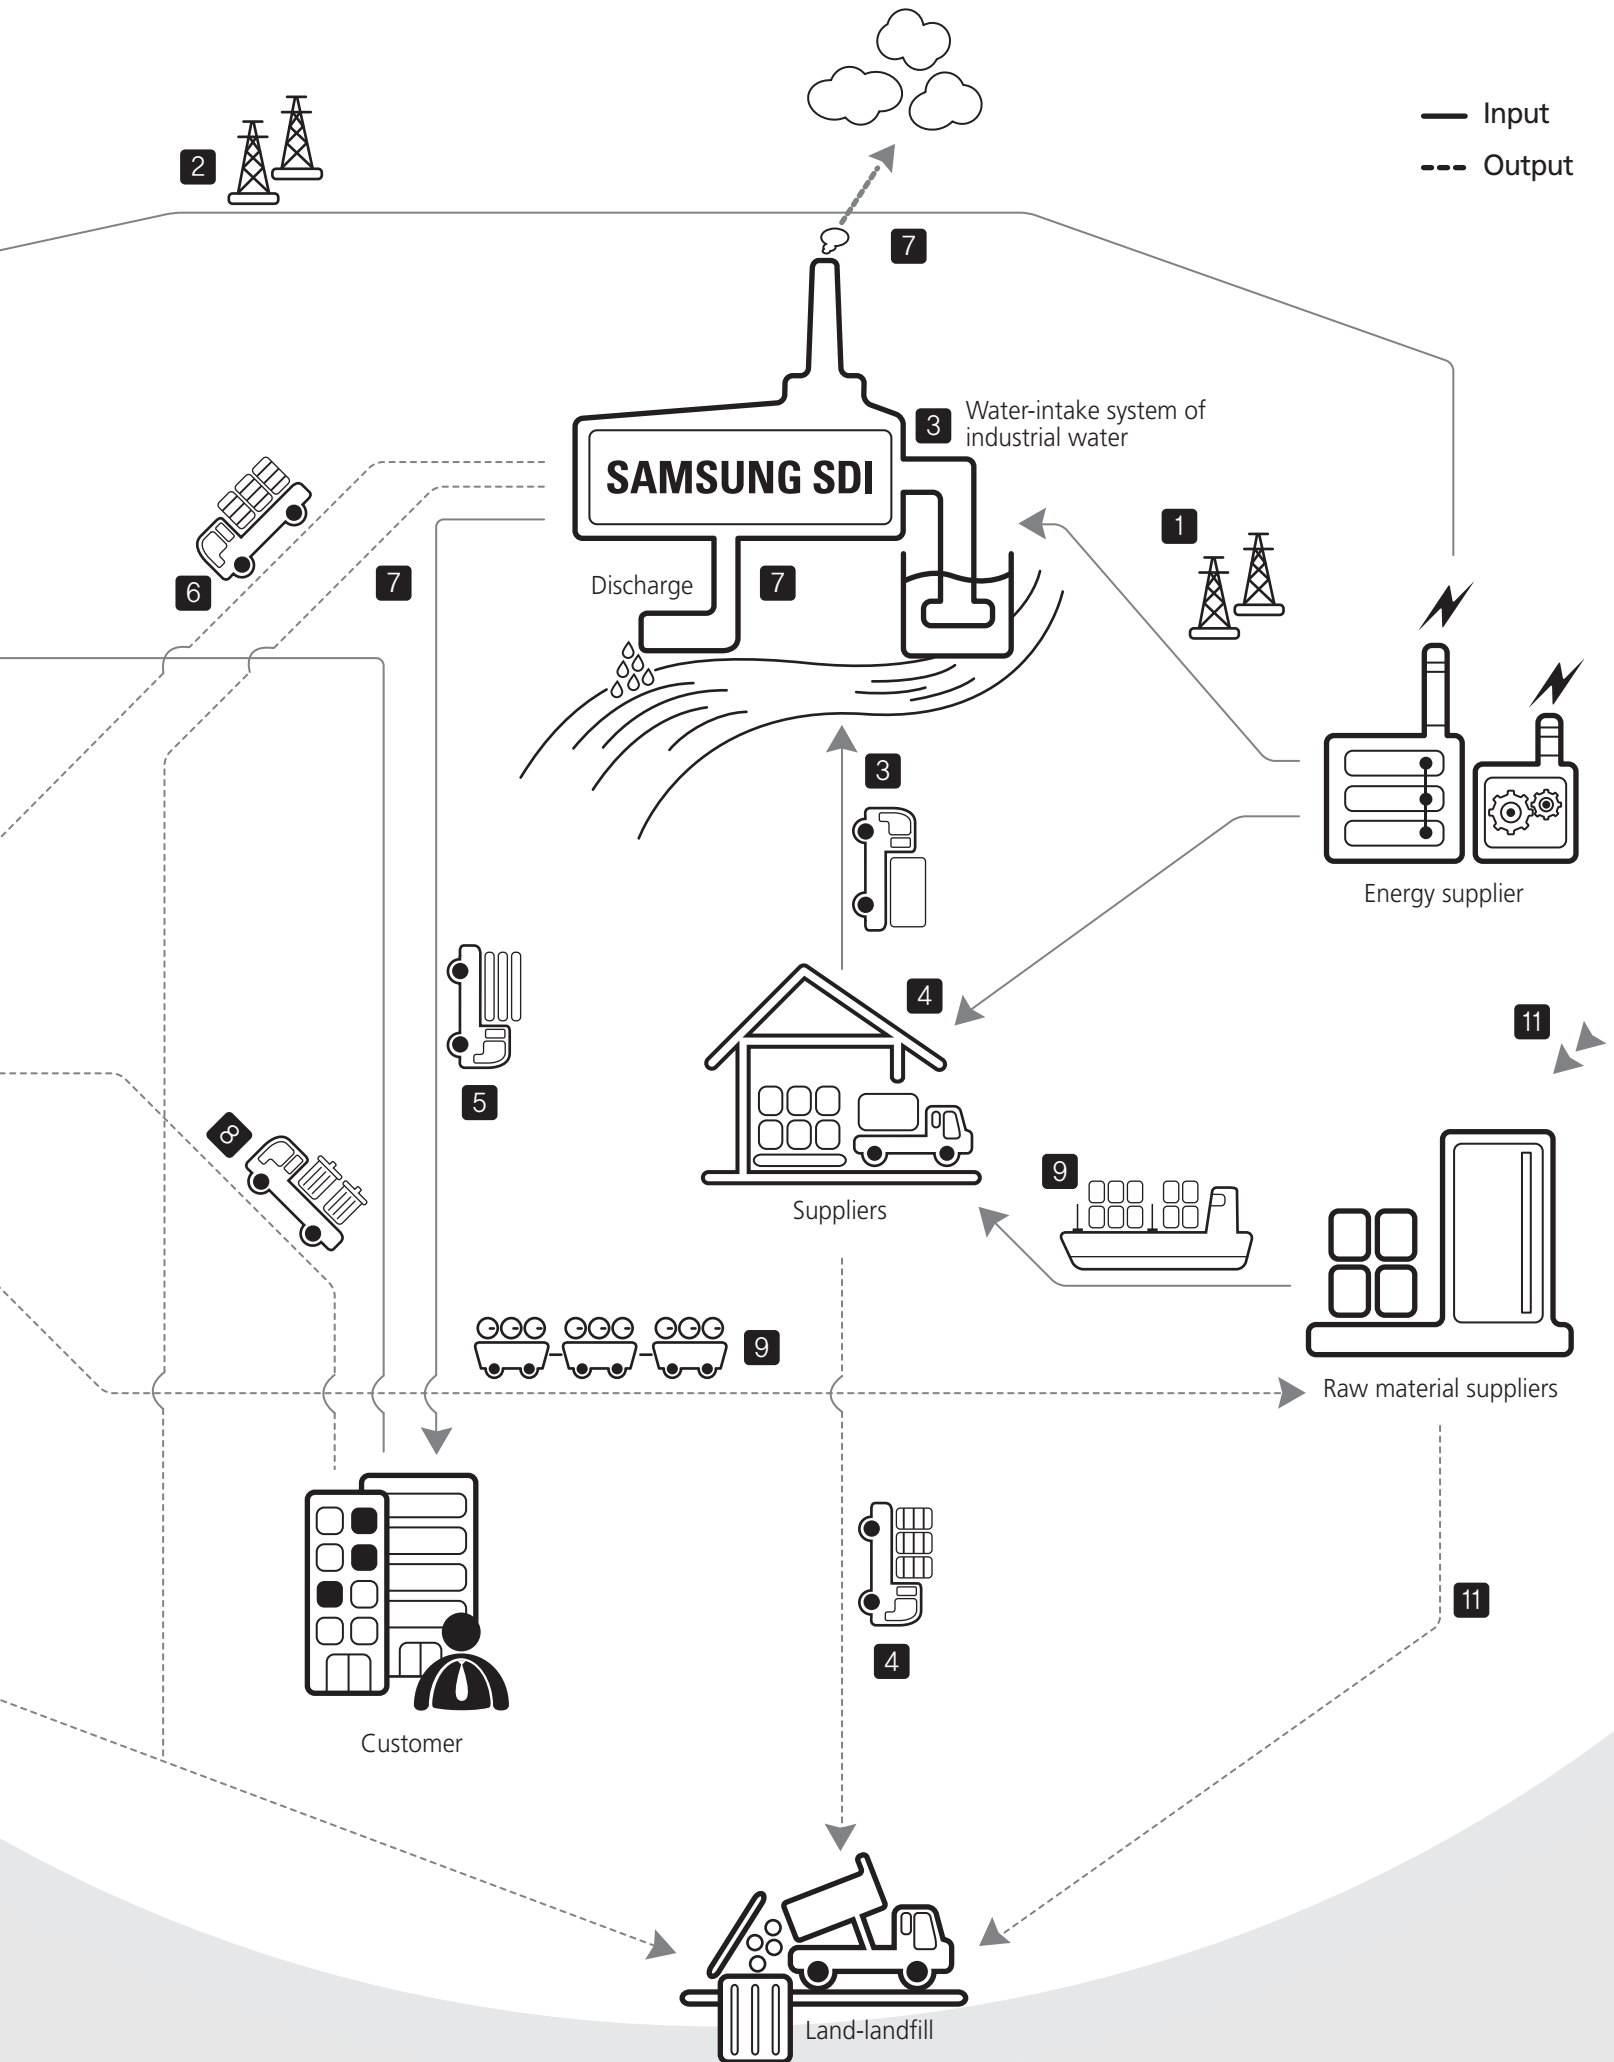 Input
2
Output
7
Water-intake system of
3
industrial water
SAMSUNG SDI
1
6
7
Discharge
7
3
Energy supplier
4
11
5
8
9
Suppliers
9
Raw material suppliers
11
4
Customer
Land-landfill